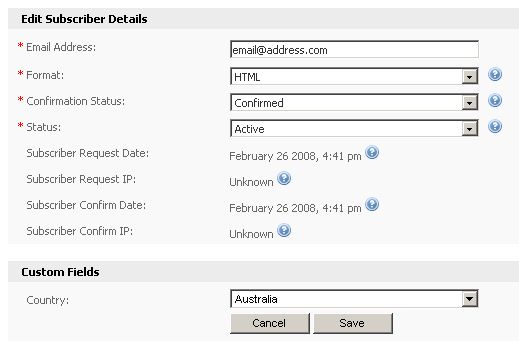 Edit Subscriber Details
* Email Address: email@address.com
* Format: HTML
* Confirmation Status: Confirmed
* Status: Active
Subscriber Request Date: February 26 2008, 4:41 pm ?
Subscriber Request IP: Unknown ?
Subscriber Confirm Date: February 26 2008, 4:41 pm ?
Subscriber Confirm IP: Unknown ?
Custom Fields
Country: Australia
Cancel Save